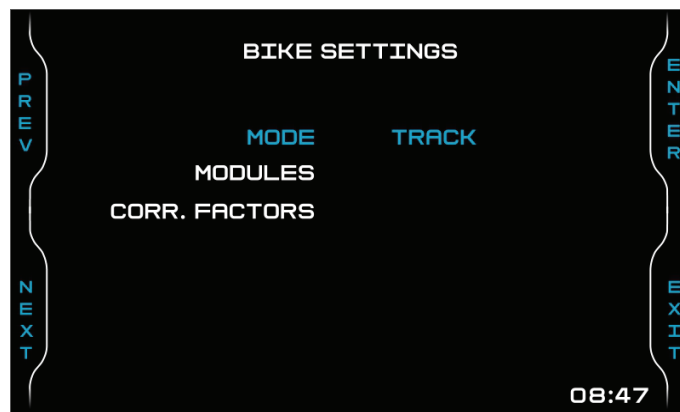 BIKE SETTINGS
PREV
ENTER
MODE TRACK
MODULES
CORR. FACTORS
NEXT
EXIT
08:47